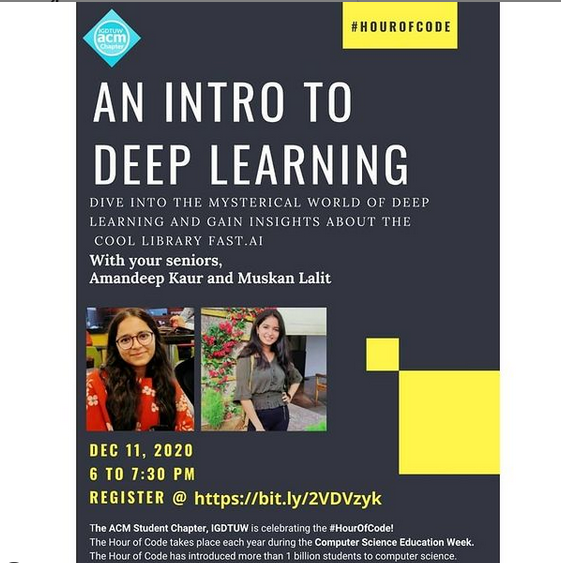 IGDTUW
acm
Chapter
#HOUROFCODE
AN INTRO TO
DEEP LEARNING
DIVE INTO THE MYSTERICAL WORLD OF DEEP
LEARNING AND GAIN INSIGHTS ABOUT THE
COOL LIBRARY FAST.AI
With your seniors,
Amandeep Kaur and Muskan Lalit
DEC 11, 2020
6 TO 7:30 PM
REGISTER @ https://bit.ly/2VDVzyk
The ACM Student Chapter, IGDTUW is celebrating the #HourOfCode!
The Hour of Code takes place each year during the Computer Science Education Week.
The Hour of Code has introduced more than 1 billion students to computer science.